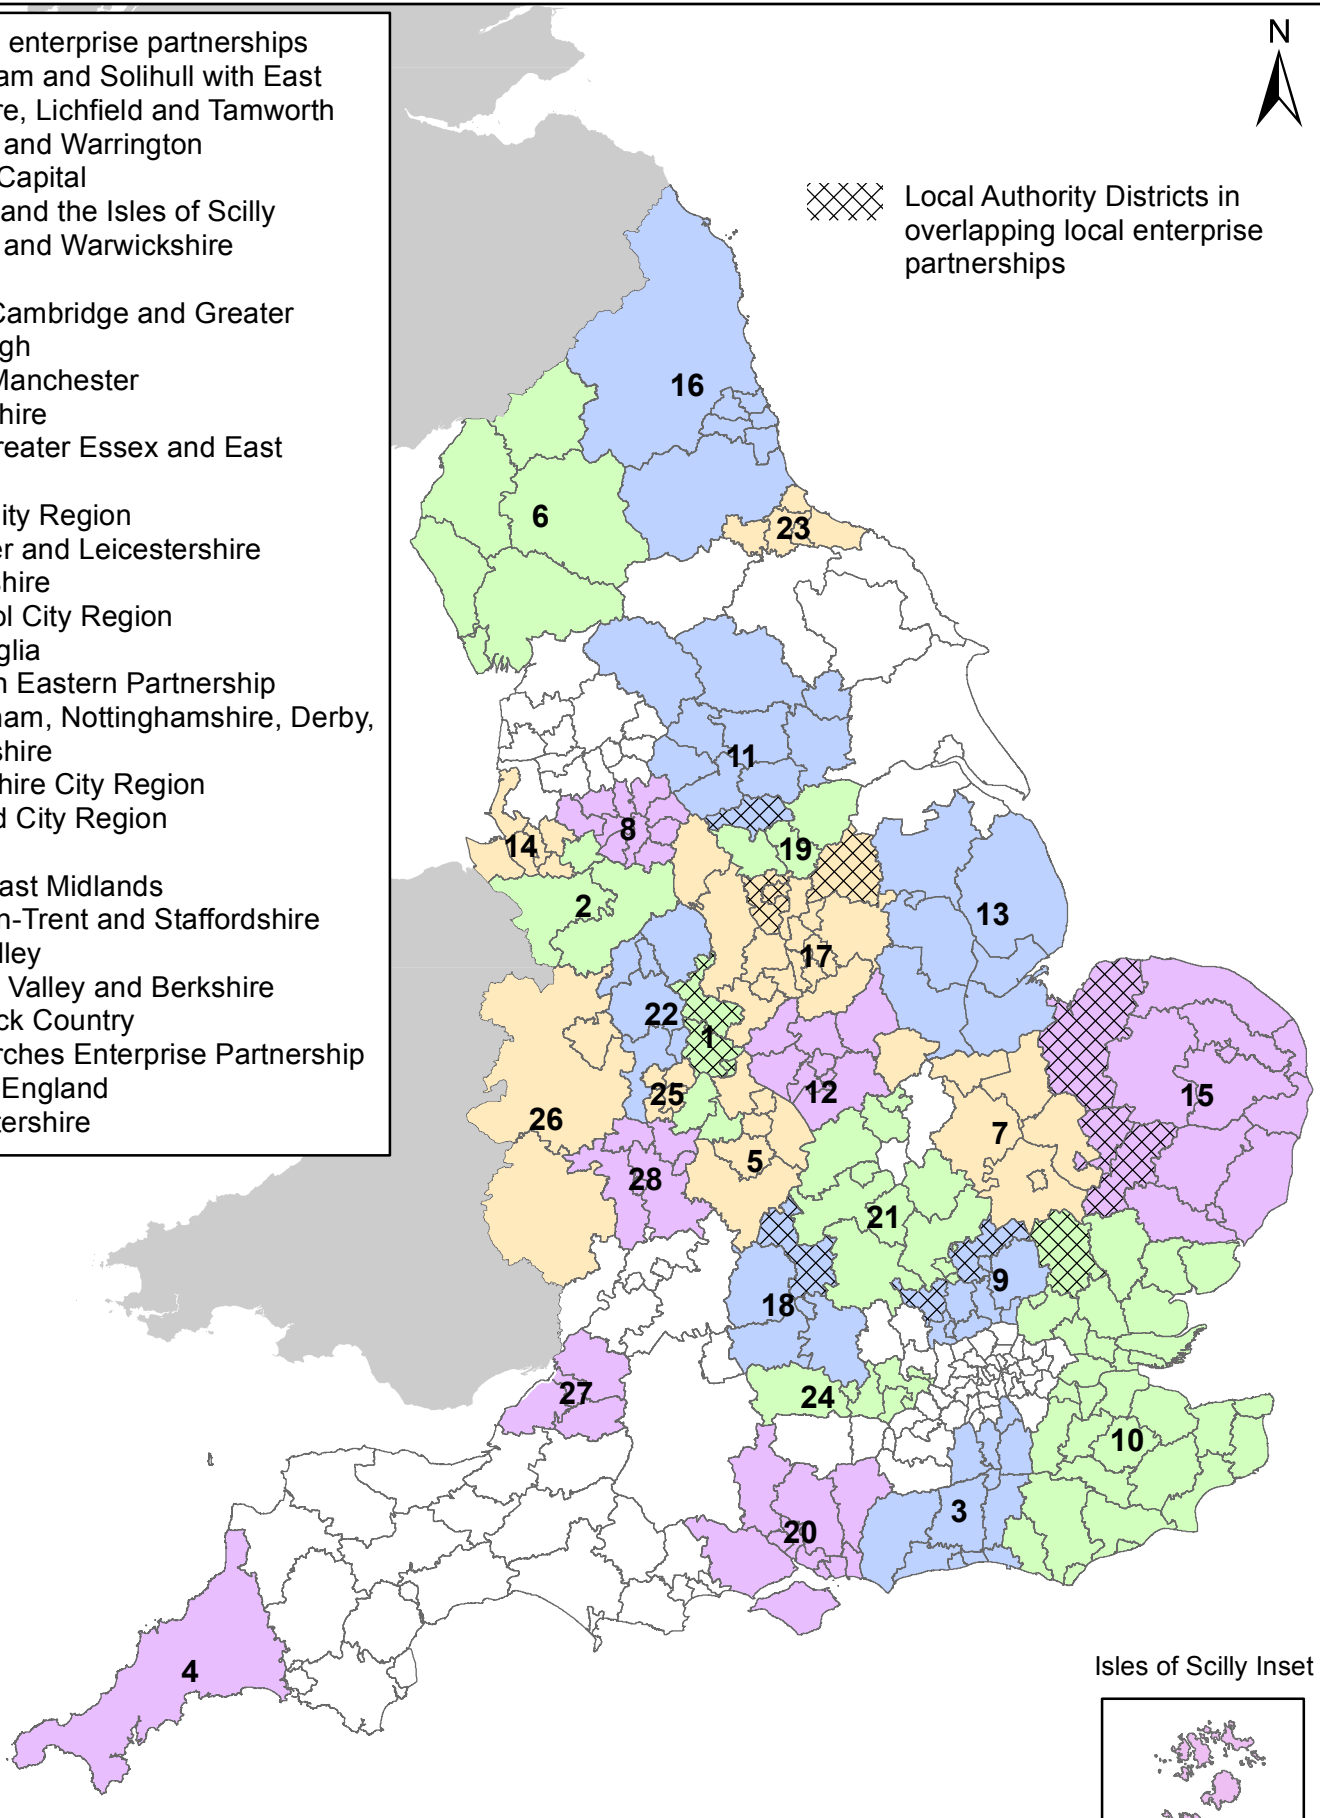 enterprise partnerships
am and Solihull with East
re, Lichfield and Tamworth
and Warrington
Capital
and the Isles of Scilly
and Warwickshire
Cambridge and Greater
gh
Manchester
hire
reater Essex and East
ity Region
er and Leicestershire
shire
ol City Region
glia
n Eastern Partnership
nam, Nottinghamshire, Derby,
shire
hire City Region
d City Region
ast Midlands
n-Trent and Staffordshire
lley
Valley and Berkshire
ck Country
arches Enterprise Partnership
England
tershire
N
Local Authority Districts in
overlapping local enterprise
partnerships
16
6
23
11
8
14
19
2
13
17
22
1
15
25
12
26
7
5
28
21
9
18
27
24
10
3
20
4
Isles of Scilly Inset